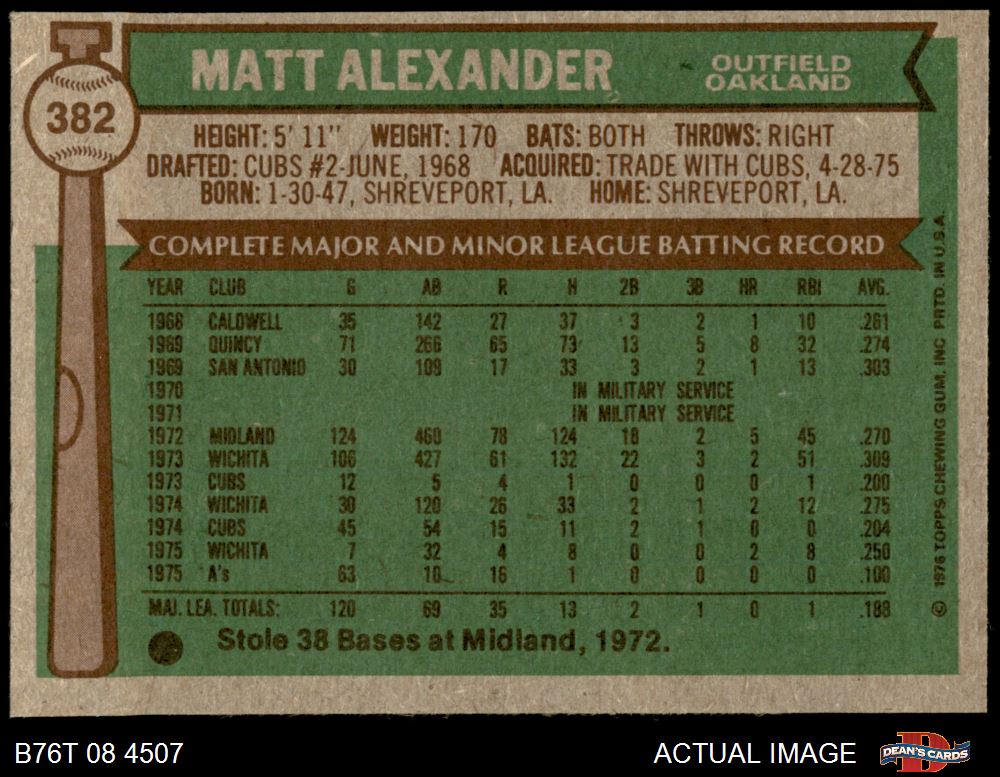 MATT ALEXANDER
OUTFIELD
OAKLAND
382
HEIGHT: 5' 11" WEIGHT: 170 BATS: BOTH THROWS: RIGHT
DRAFTED: CUBS #2-JUNE, 1968 ACQUIRED: TRADE WITH CUBS, 4-28-75
BORN: 1-30-47, SHREVEPORT, LA. HOME: SHREVEPORT, LA.
COMPLETE MAJOR AND MINOR LEAGUE BATTING RECORD
YEAR CLUB G AB R H 2B 3B HR RBI AVG.
1968 CALDWELL 35 142 27 37 3 2 1 10 .261
1969 QUINCY 71 266 65 73 13 5 8 32 .274
1969 SAN ANTONIO 30 109 17 33 3 2 1 13 .303
1970 IN MILITARY SERVICE
1971 IN MILITARY SERVICE
1972 MIDLAND 124 460 78 124 18 2 5 45 .270
1973 WICHITA 106 427 61 132 22 3 2 51 .309
1973 CUBS 12 5 4 1 0 0 0 1 .200
1974 WICHITA 30 120 26 33 2 1 2 12 .275
1974 CUBS 45 54 15 11 2 1 0 0 .204
1975 WICHITA 7 32 4 8 0 0 2 8 .250
1975 A's 63 10 16 1 0 0 0 0 .100
MAJ. LEA. TOTALS: 120 69 35 13 2 1 0 1 .188
Stole 38 Bases at Midland, 1972.
© 1976 TOPPS CHEWING GUM, INC PRTD. IN U.S.A.
B76T 08 4507
ACTUAL IMAGE
DEAN'S CARDS